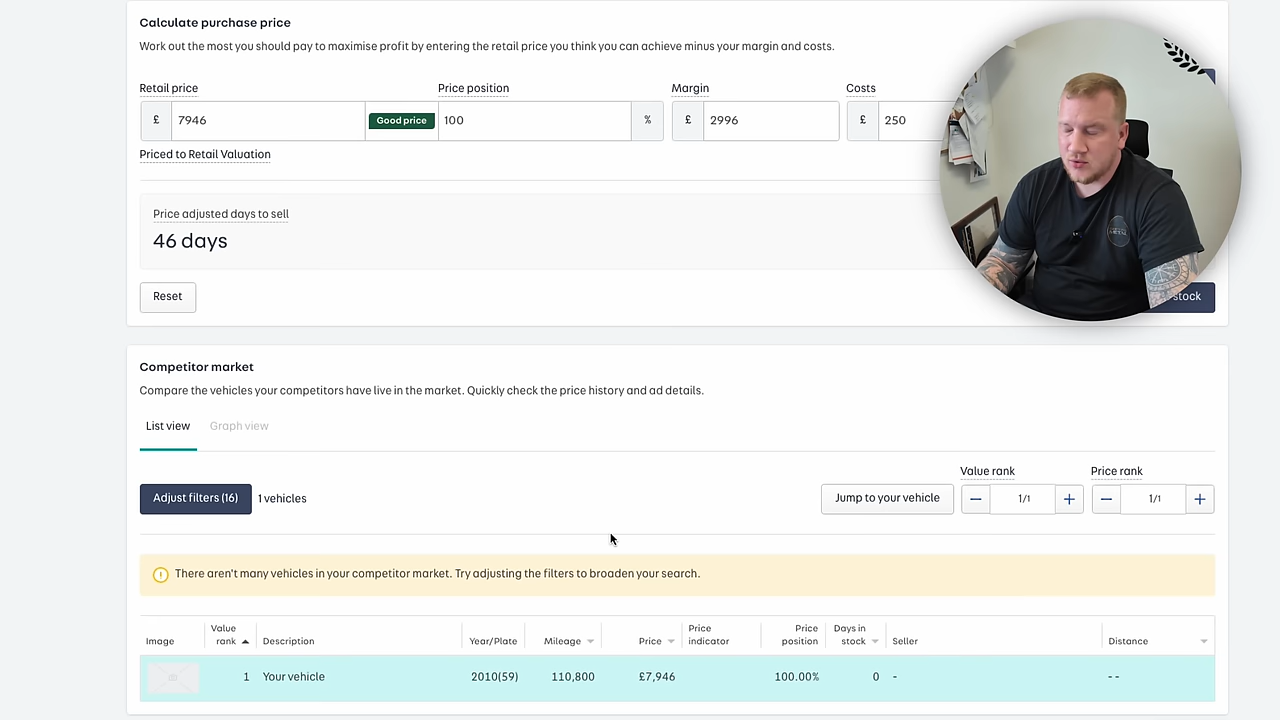 Calculate purchase price
Work out the most you should pay to maximise profit by entering the retail price you think you can achieve minus your margin and costs.
Retail price Price position Margin Costs
£ 7946 Good price 100 % £ 2996 £ 250
Priced to Retail Valuation
Price adjusted days to sell
46 days
Reset stock
Competitor market
Compare the vehicles your competitors have live in the market. Quickly check the price history and ad details.
List view Graph view
Value rank Price rank
Adjust filters (16) 1 vehicles Jump to your vehicle − 1/1 + − 1/1 +
There aren't many vehicles in your competitor market. Try adjusting the filters to broaden your search.
Image Value rank Description Year/Plate Mileage Price Price indicator Price position Days in stock Seller Distance
1 Your vehicle 2010(59) 110,800 £7,946 100.00% 0 - --